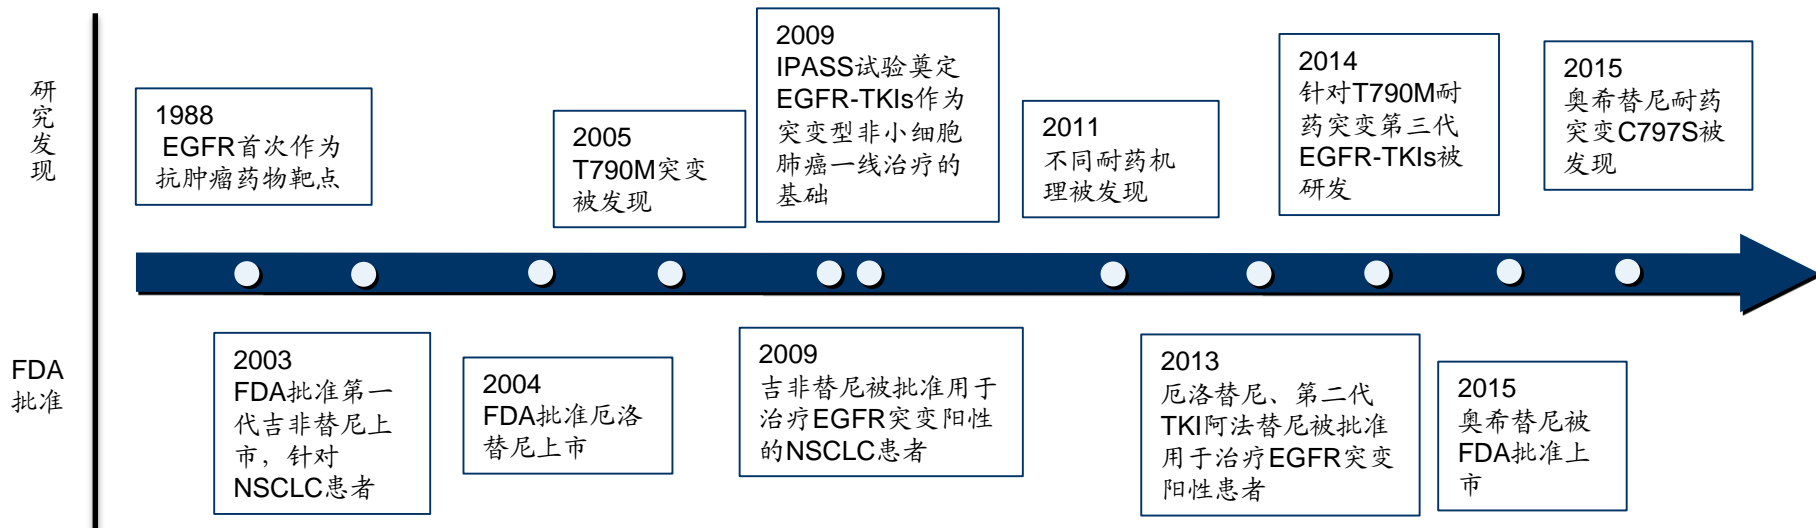 研
究
发
现
1988
EGFR首次作为
抗肿瘤药物靶点
2005
T790M突变
被发现
2009
IPASS试验奠定
EGFR-TKIs作为
突变型非小细胞
肺癌一线治疗的
基础
2011
不同耐药机
理被发现
2014
针对T790M耐
药突变第三代
EGFR-TKIs被
研发
2015
奥希替尼耐药
突变C797S被
发现
FDA
批准
2003
FDA批准第一
代吉非替尼上
市，针对
NSCLC患者
2004
FDA批准厄洛
替尼上市
2009
吉非替尼被批准用于
治疗EGFR突变阳性
的NSCLC患者
2013
厄洛替尼、第二代
TKI阿法替尼被批准
用于治疗EGFR突变
阳性患者
2015
奥希替尼被
FDA批准上
市